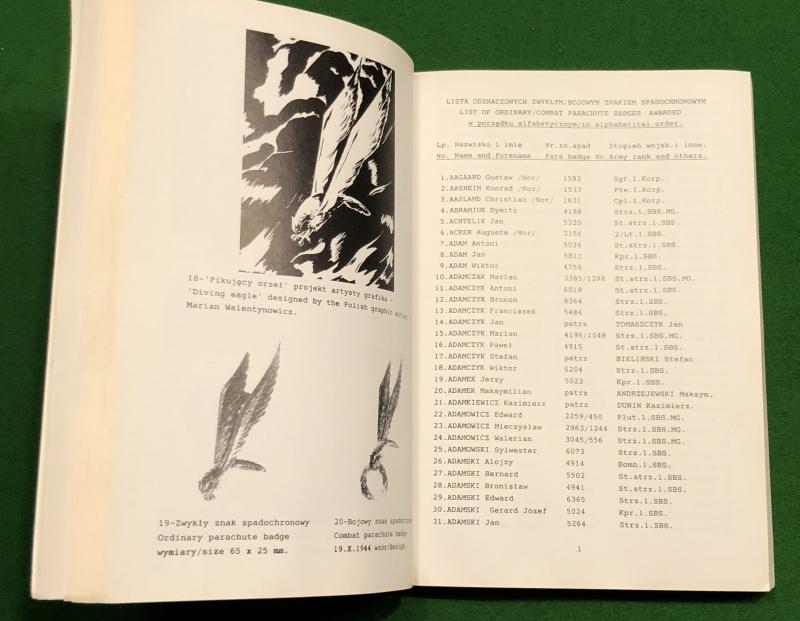 18-'Pikujący orzeł' projekt artysty grafika -
'Diving eagle' designed by the Polish graphic
Marian Walentynowicz.
19-Zwykły znak spadochronowy
Ordinary parachute badge
wymiary/size 65 x 25 mm.
20-Bojowy znak
Combat parachute badge
19.X.1944 wzór/design.
LISTA ODZNACZONYCH ZWYKŁYM/BOJOWYM ZNAKIEM SPADOCHRONOWYM
LIST OF ORDINARY/COMBAT PARACHUTE BADGES AWARDED
w porządku alfabetycznym/in alphabetical order.
Lp. Nazwisko i imię Nr.zn.spad Stopień wojsk.i inne.
No. Name and forename Para badge No.Army rank and others.
1.AAGAARD Gustaw /Nor/ 1582 Sgt.I.Korp.
2.AASHEIM Konrad /Nor/ 1533 Pte.I.Korp.
3.AASLAND Christian /Nor/ 1631 Cpl.I.Korp.
4.ABRAMIUK Dymitr 4188 Strz.1.SBS.MG.
5.ACHTELIK Jan 5220 St.strz.1.SBS.
6.ACKER Auguste /Nor/ 2156 2/Lt.1.SBS.
7.ADAM Antoni 5034 St.strz.1.SBS.
8.ADAM Jan 5811 Kpr.1.SBS.
9.ADAM Wiktor 4759 Strz.1.SBS.
10.ADAMCZAK Marian 3385/1298 St.strz.1.SBS.MG.
11.ADAMCZYK Antoni 6018 St.strz.1.SBS.
12.ADAMCZYK Brunon 6364 Strz.1.SBS.
13.ADAMCZYK Franciszek 5484 Strz.1.SBS.
14.ADAMCZYK Jan patrz TOMASZCZYK Jan
15.ADAMCZYK Marian 4196/1048 Strz.1.SBS.MG.
16.ADAMCZYK Paweł 4915 St.strz.1.SBS.
17.ADAMCZYK Stefan patrz BIELIŃSKI Stefan
18.ADAMCZYK Wiktor 6204 Strz.1.SBS.
19.ADAMEK Jerzy 5023 Kpr.1.SBS.
20.ADAMEK Maksymilian patrz ANDRZEJEWSKI Maksym.
21.ADAMKIEWICZ Kazimierz patrz DUNIN Kazimierz.
22.ADAMOWICZ Edward 2259/450 Plut.1.SBS.MG.
23.ADAMOWICZ Mieczysław 2963/1244 Strz.1.SBS.MG.
24.ADAMOWICZ Walerian 3045/556 Strz.1.SBS.MG.
25.ADAMOWSKI Sylwester 6073 Strz.1.SBS.
26.ADAMSKI Alojzy 4914 Bomb.1.SBS.
27.ADAMSKI Bernard 5502 St.strz.1.SBS.
28.ADAMSKI Bronisław 4941 St.strz.1.SBS.
29.ADAMSKI Edward 6365 Strz.1.SBS.
30.ADAMSKI Gerard Józef 5024 Kpr.1.SBS.
31.ADAMSKI Jan 5264 Strz.1.SBS.
1